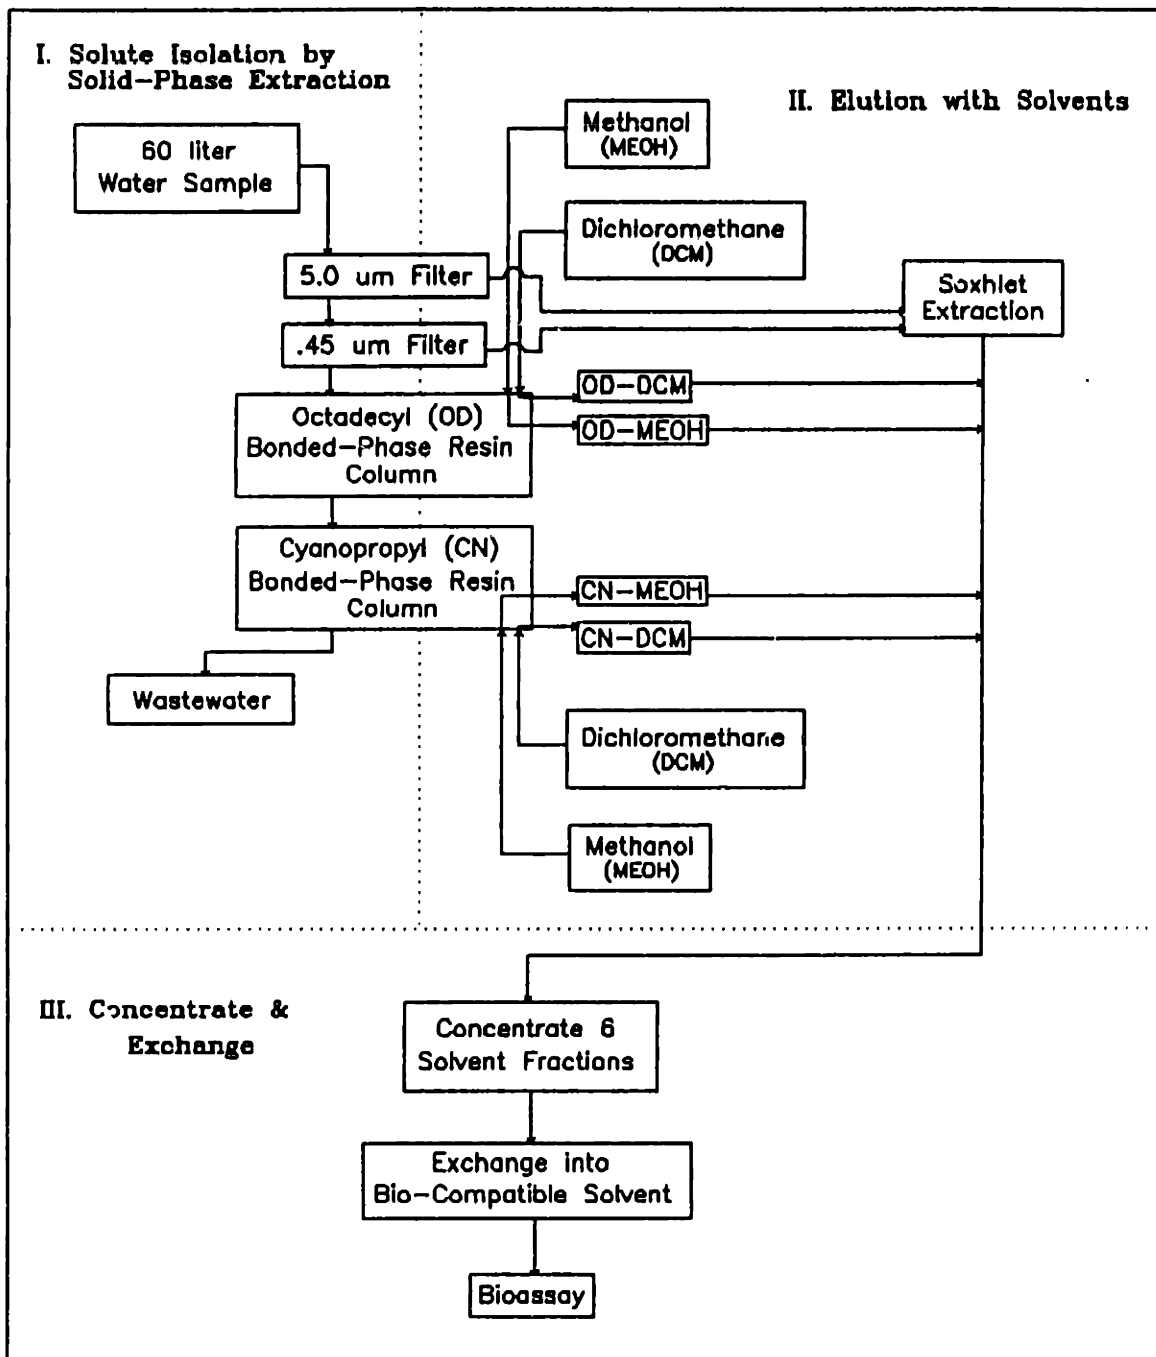 I. Solute Isolation by
Solid-Phase Extraction
II. Elution with Solvents
60 liter
Water Sample
Methanol
(MEOH)
Dichloromethane
(DCM)
5.0 um Filter
Soxhlet
Extraction
.45 um Filter
OD-DCM
Octadecyl (OD)
Bonded-Phase Resin
Column
OD-MEOH
Cyanopropyl (CN)
Bonded-Phase Resin
Column
CN-MEOH
CN-DCM
Wastewater
Dichloromethane
(DCM)
Methanol
(MEOH)
III. Concentrate &
Exchange
Concentrate 6
Solvent Fractions
Exchange into
Bio-Compatible Solvent
Bioassay